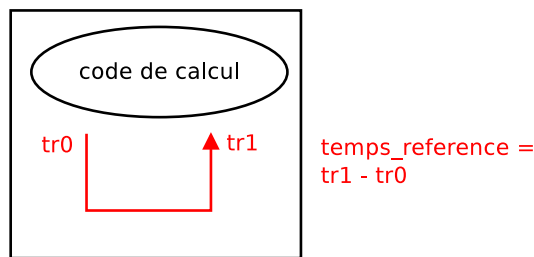 code de calcul
tr0
tr1
temps_reference =
tr1 - tr0